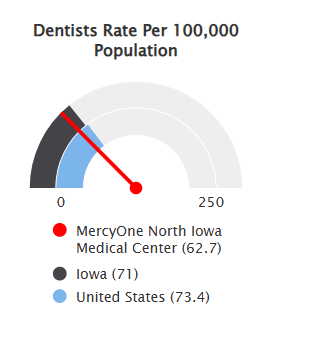 Dentists Rate Per 100,000
Population
0 250
MercyOne North Iowa
Medical Center (62.7)
Iowa (71)
United States (73.4)